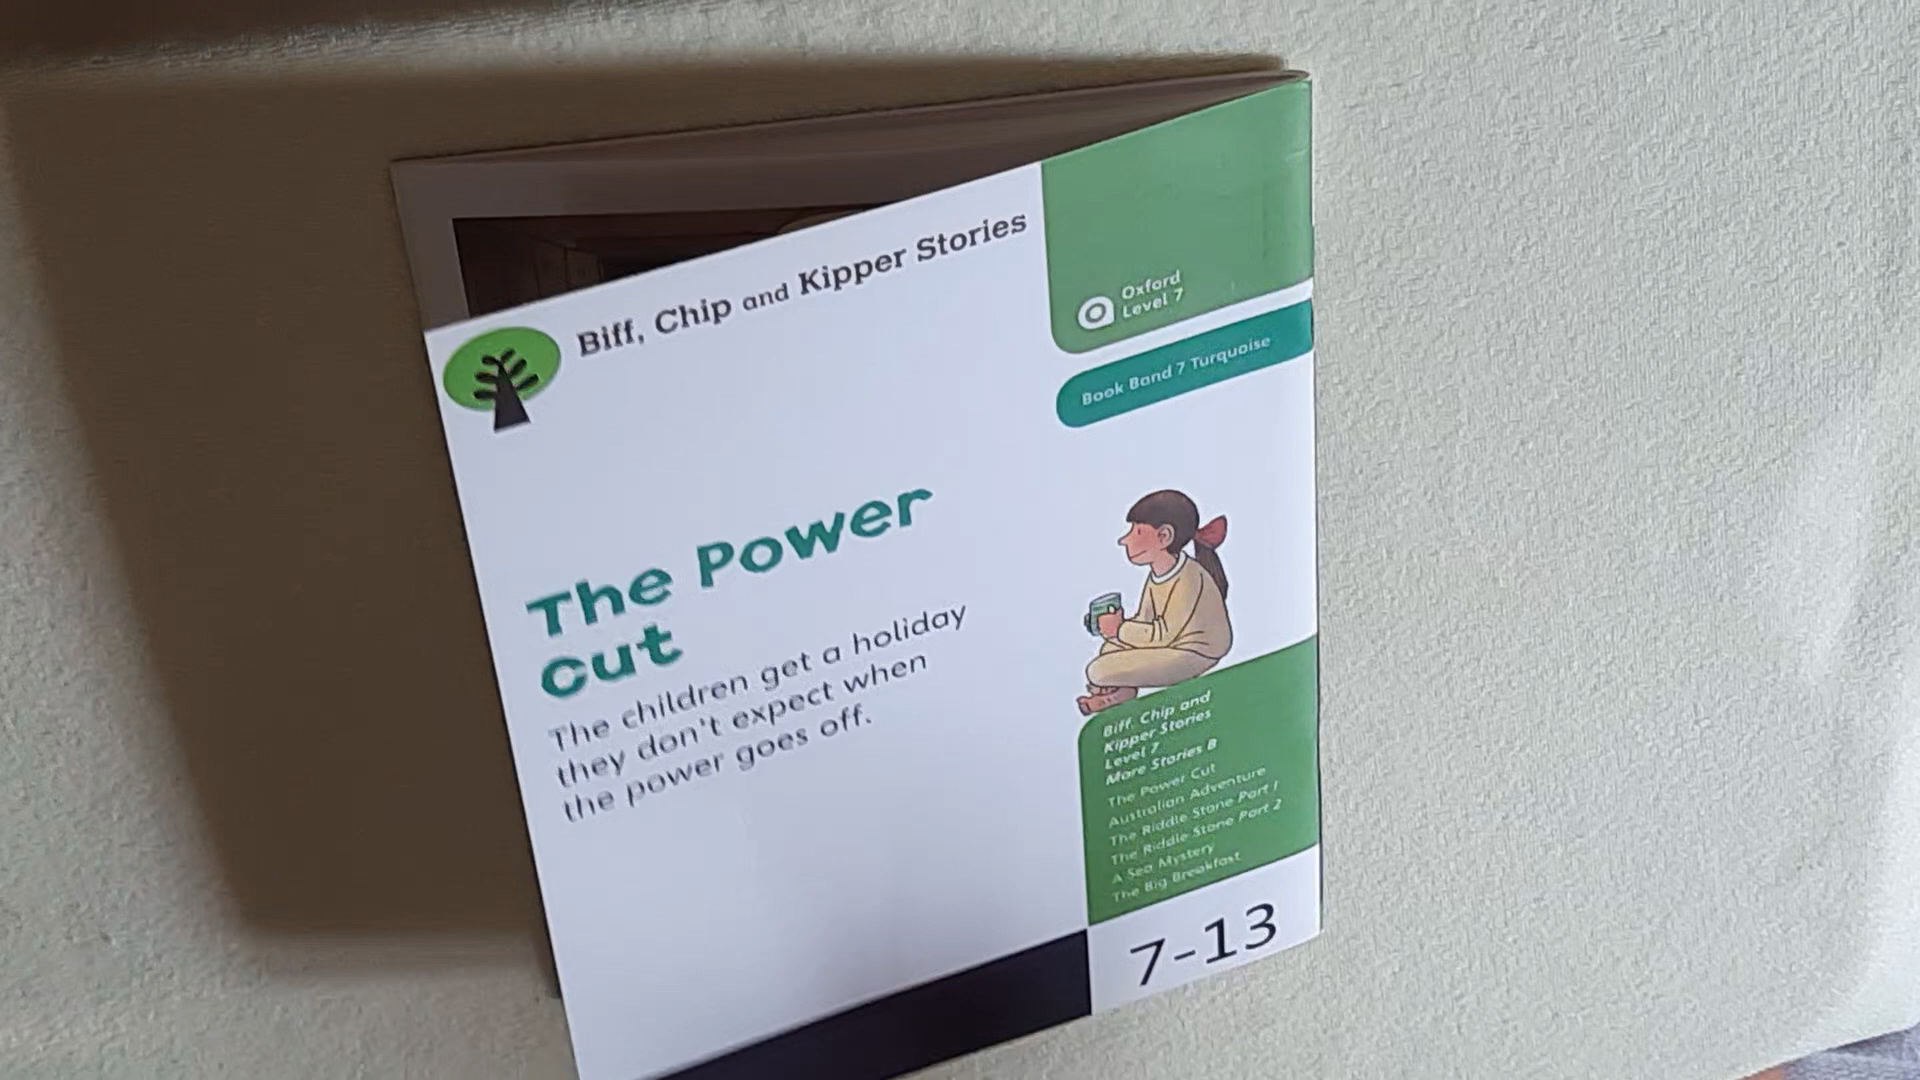 Biff, Chip and Kipper Stories
Oxford
Level 7
Book Band 7 Turquoise
The Power
cut
The children get a holiday
they don't expect when
the power goes off.
Biff, Chip and
Kipper Stories
Level 7
More Stories B
The Power Cut
Australian Adventure
The Riddle Stone Part 1
The Riddle Stone Part 2
A Sea Mystery
The Big Breakfast
7-13